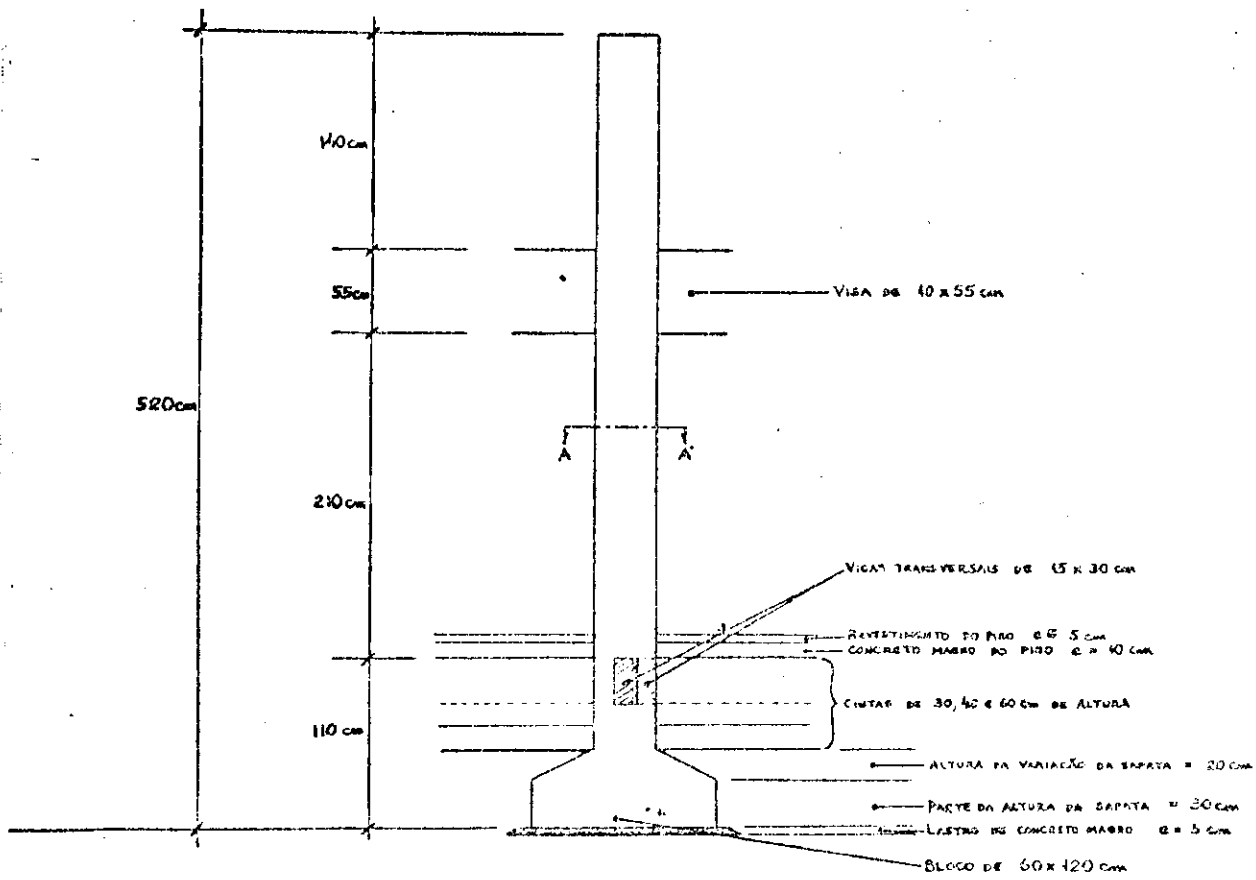 140 cm
55 cm
VIGA DE 40 x 55 cm
520 cm
A A'
210 cm
VIGAS TRANSVERSAIS DE 15 x 30 cm
REVESTIMENTO DO PISO e = 5 cm
CONCRETO MAGRO DO PISO e = 10 cm
CINTAS DE 30, 40 e 60 cm DE ALTURA
110 cm
ALTURA DA VARIAÇÃO DA SAPATA = 20 cm
PARTE DA ALTURA DA SAPATA = 30 cm
LASTRO DE CONCRETO MAGRO e = 5 cm
BLOCO DE 60 x 120 cm